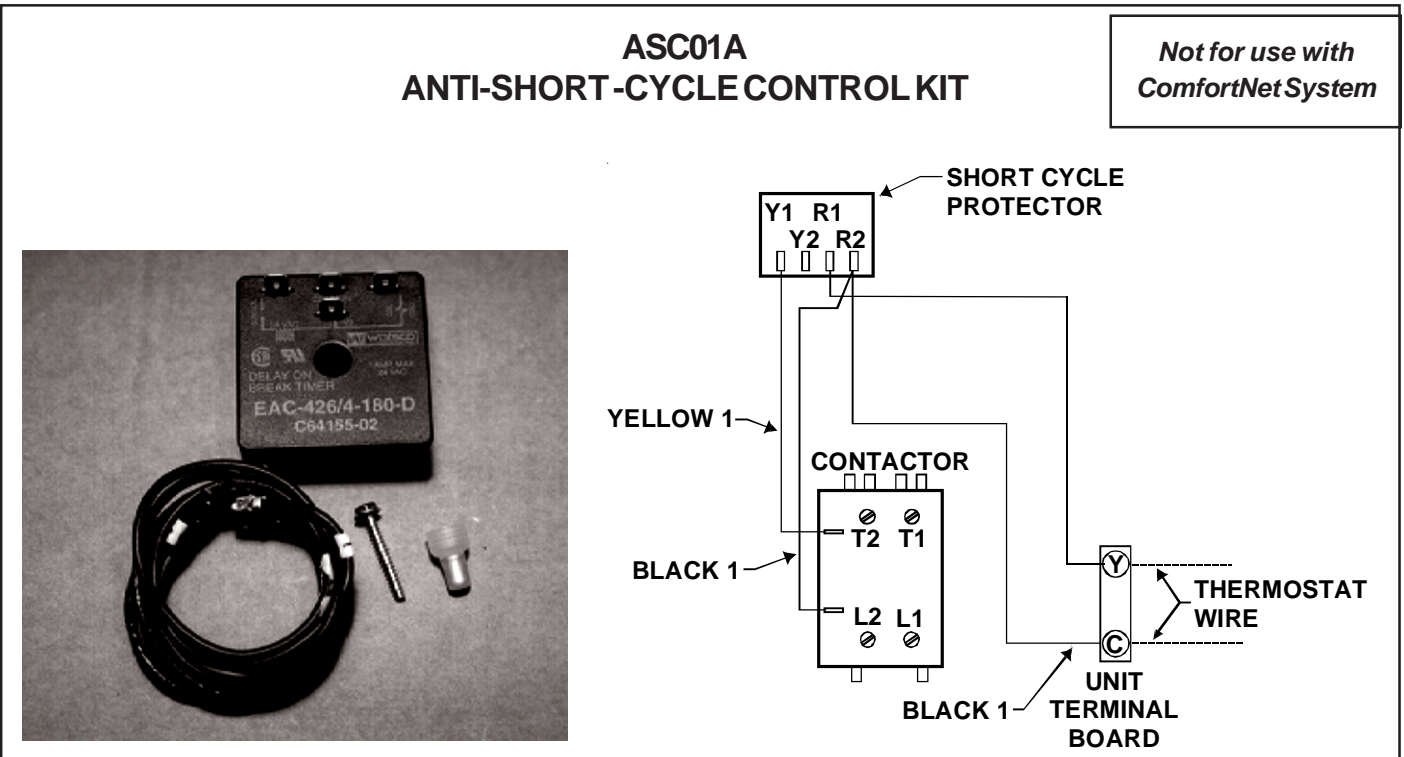 ASC01A
ANTI-SHORT-CYCLE CONTROL KIT
Not for use with
ComfortNet System
SHORT CYCLE
PROTECTOR
Y1 R1
Y2 R2
YELLOW 1
CONTACTOR
T2 T1
BLACK 1
L2 L1
Y
THERMOSTAT
WIRE
C
BLACK 1
UNIT
TERMINAL
BOARD
24 VAC
DELAY ON
BREAK TIMER
EAC-426/4-180-D
C64155-02